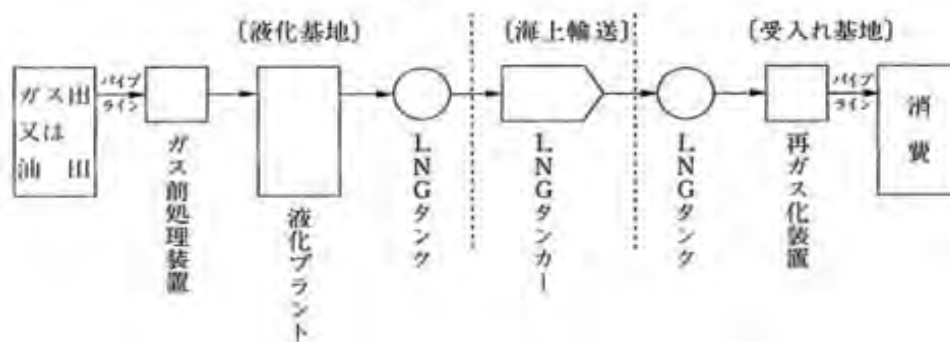 〔液化基地〕
〔海上輸送〕
〔受入れ基地〕
ガス田
又は
油田
パイプ
ライン
ガス前処理装置
液化プラント
LNGタンク
LNGタンカー
LNGタンク
再ガス化装置
パイプ
ライン
消費